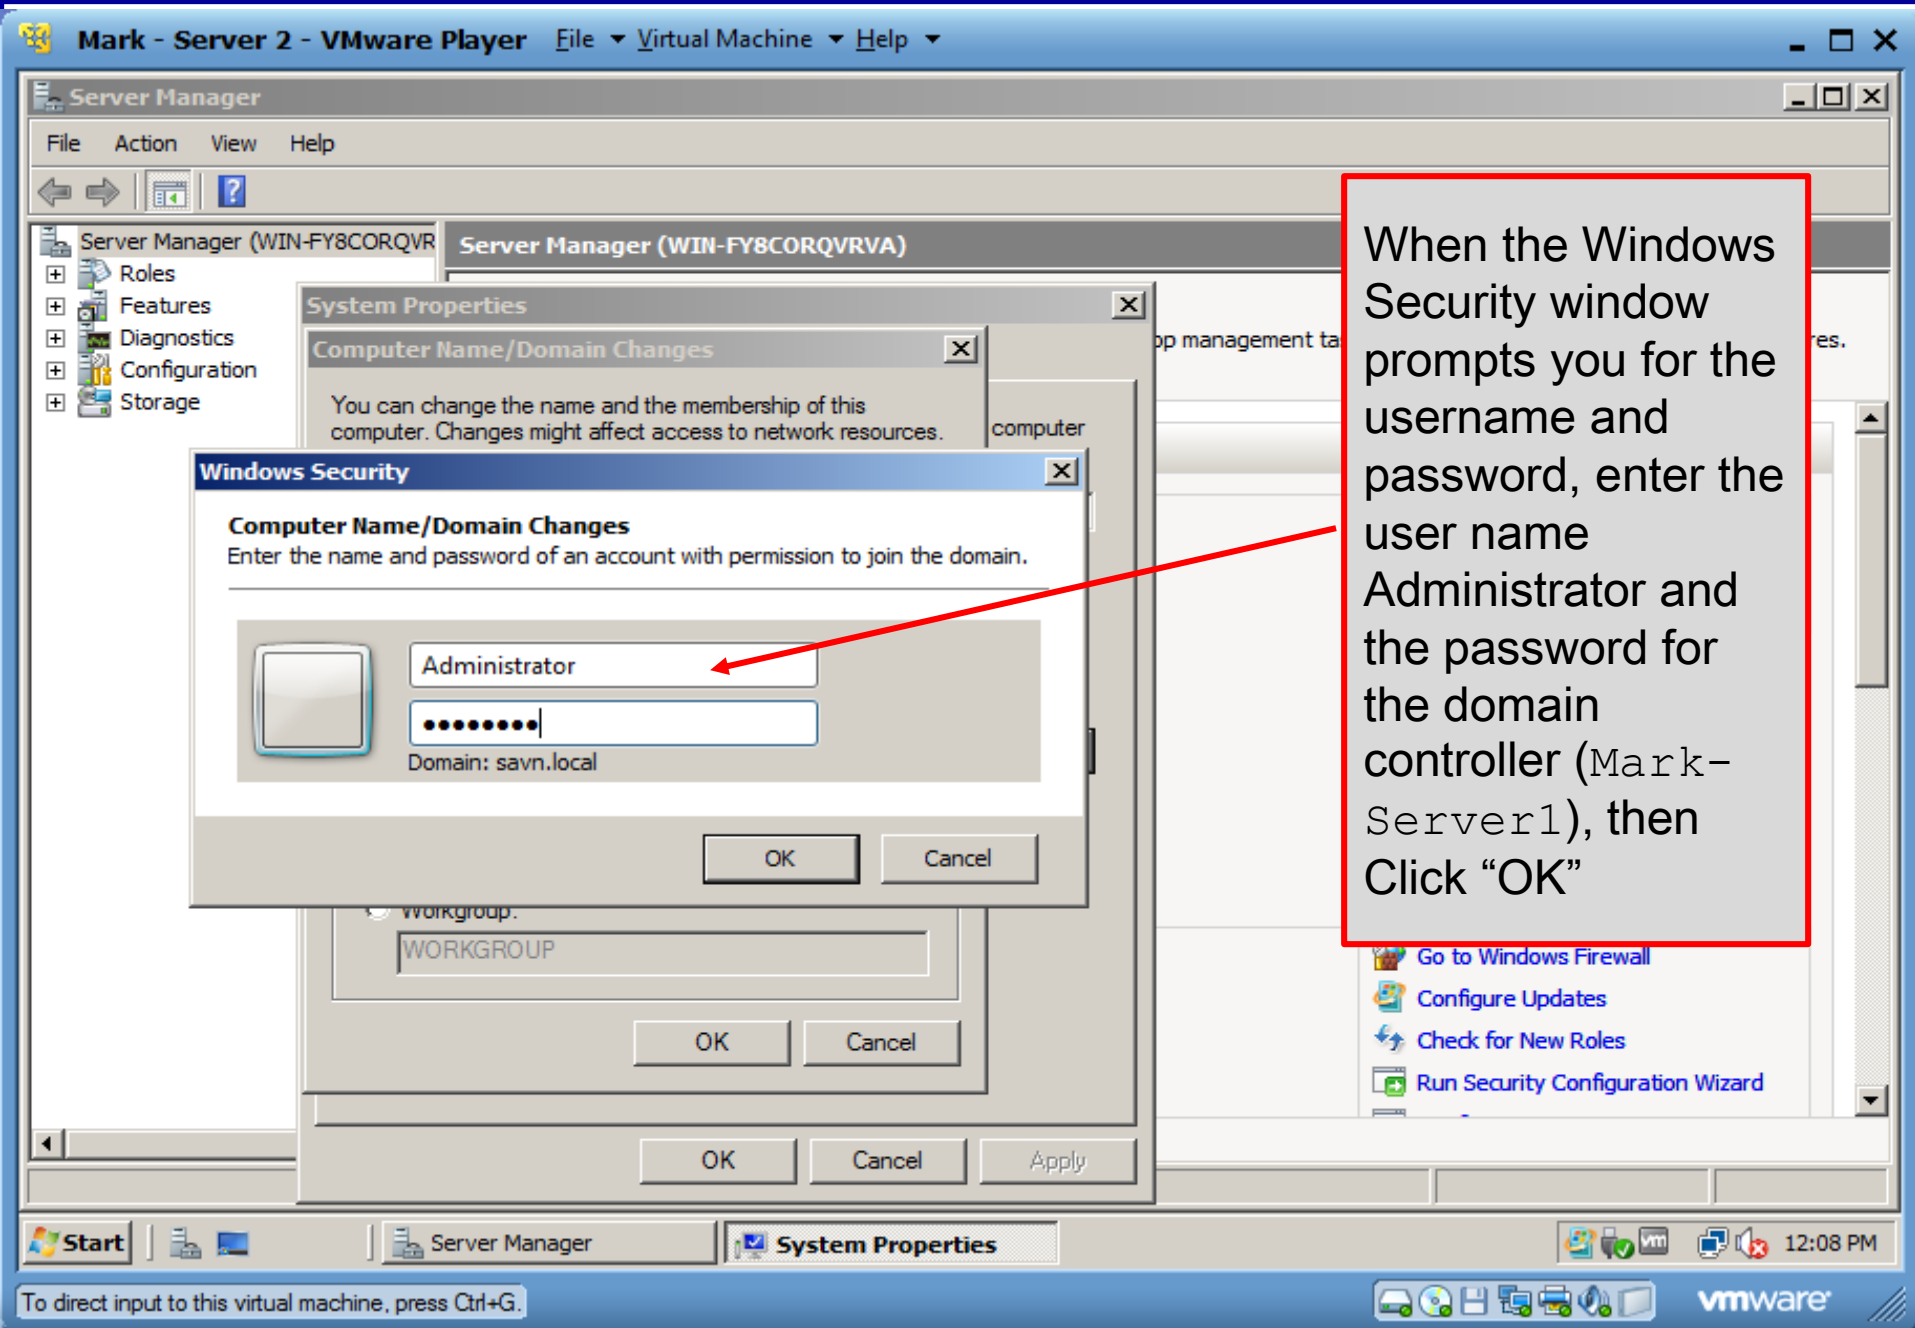 Mark - Server 2 - VMware Player File Virtual Machine Help
Server Manager
File Action View Help
Server Manager (WIN-FY8CORQVR
Roles
Features
Diagnostics
Configuration
Storage
Server Manager (WIN-FY8CORQVRVA)
op management ta
res.
System Properties
Computer Name/Domain Changes
You can change the name and the membership of this
computer. Changes might affect access to network resources.
computer
Windows Security
Computer Name/Domain Changes
Enter the name and password of an account with permission to join the domain.
Administrator
Domain: savn.local
OK Cancel
Workgroup:
WORKGROUP
OK Cancel
OK Cancel Apply
When the Windows
Security window
prompts you for the
username and
password, enter the
user name
Administrator and
the password for
the domain
controller (Mark-
Server1), then
Click “OK”
Go to Windows Firewall
Configure Updates
Check for New Roles
Run Security Configuration Wizard
Start Server Manager System Properties vm 12:08 PM
To direct input to this virtual machine, press Ctrl+G. vmware